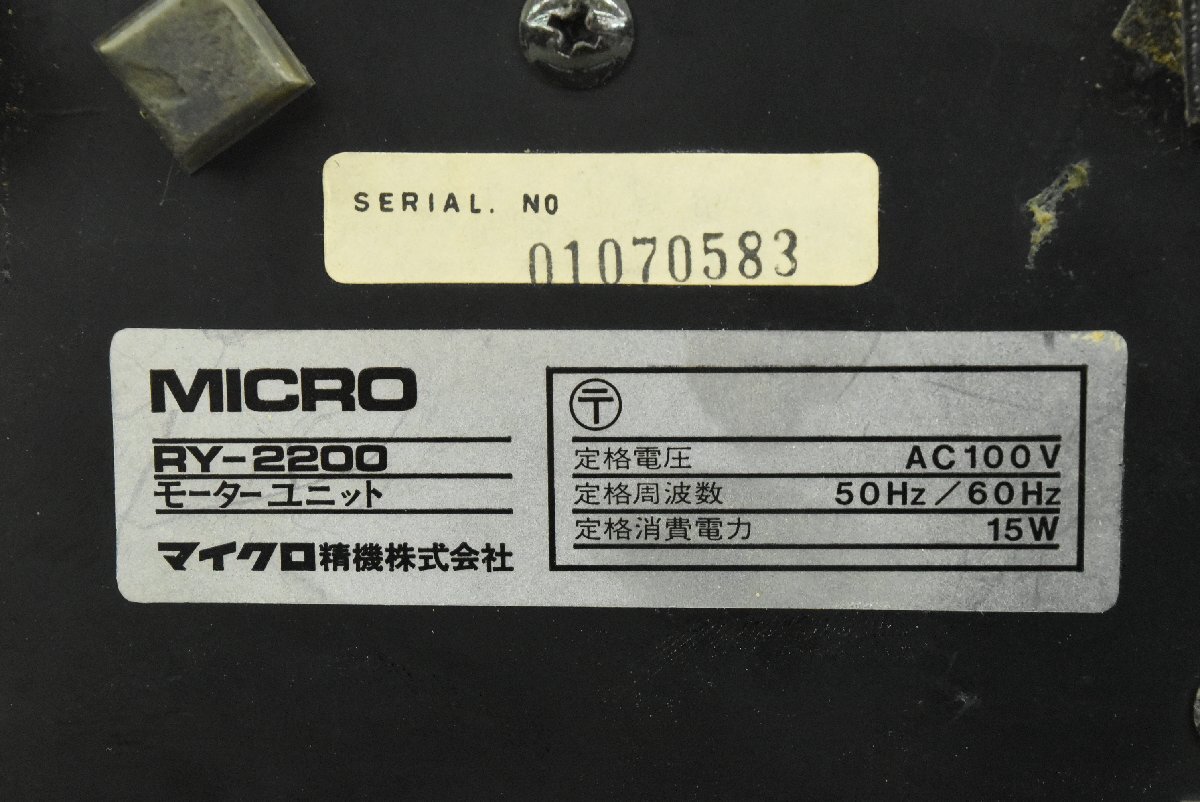 SERIAL. NO
01070583
MICRO
RY-2200
モーターユニット
マイクロ精機株式会社
〒
定格電圧 AC100V
定格周波数 50Hz/60Hz
定格消費電力 15W